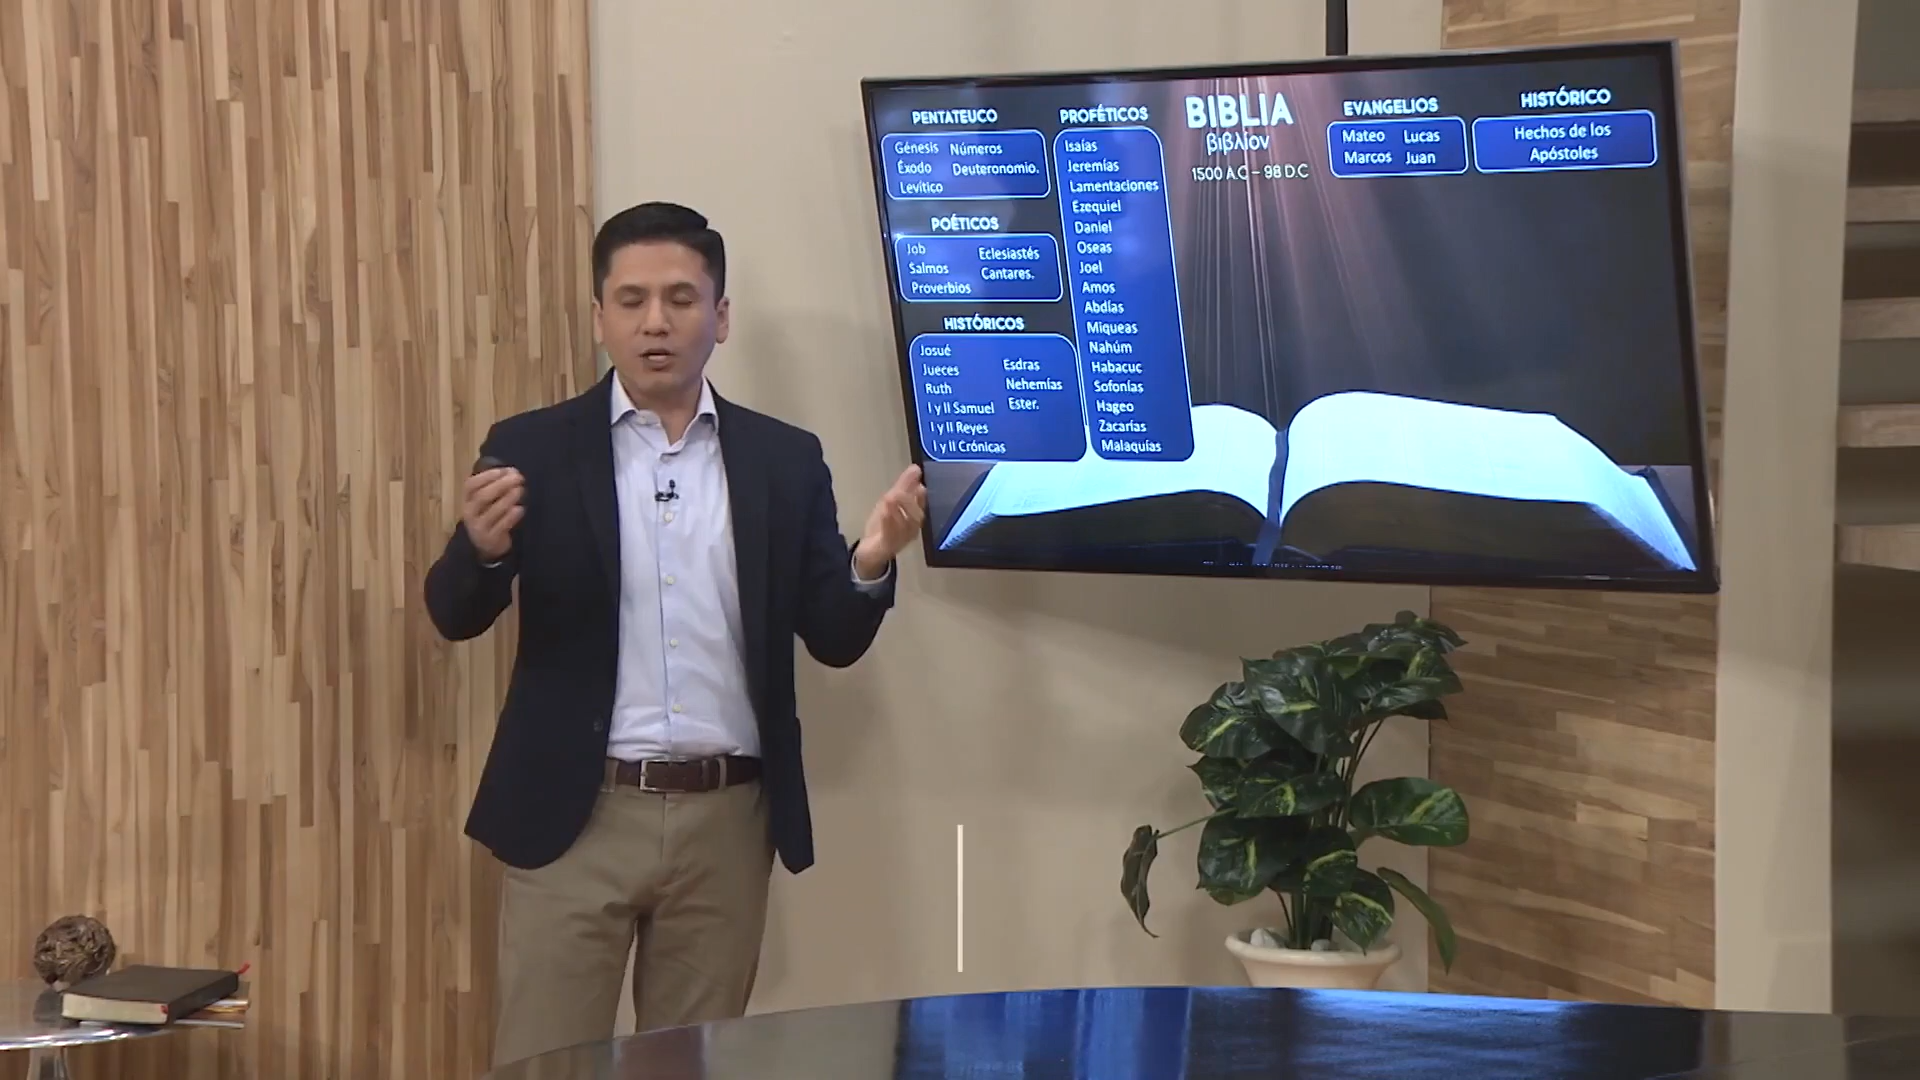 PENTATEUCO
Génesis Números
Éxodo Deuteronomio.
Levítico
POÉTICOS
Job Eclesiastés
Salmos Cantares.
Proverbios
HISTÓRICOS
Josué
Jueces Esdras
Ruth Nehemías
I y II Samuel Ester.
I y II Reyes
I y II Crónicas
PROFÉTICOS
Isaías
Jeremías
Lamentaciones
Ezequiel
Daniel
Oseas
Joel
Amos
Abdías
Miqueas
Nahúm
Habacuc
Sofonías
Hageo
Zacarías
Malaquías
BIBLIA
βιβλίον
1500 A.C – 98 D.C
EVANGELIOS
Mateo Lucas
Marcos Juan
HISTÓRICO
Hechos de los
Apóstoles